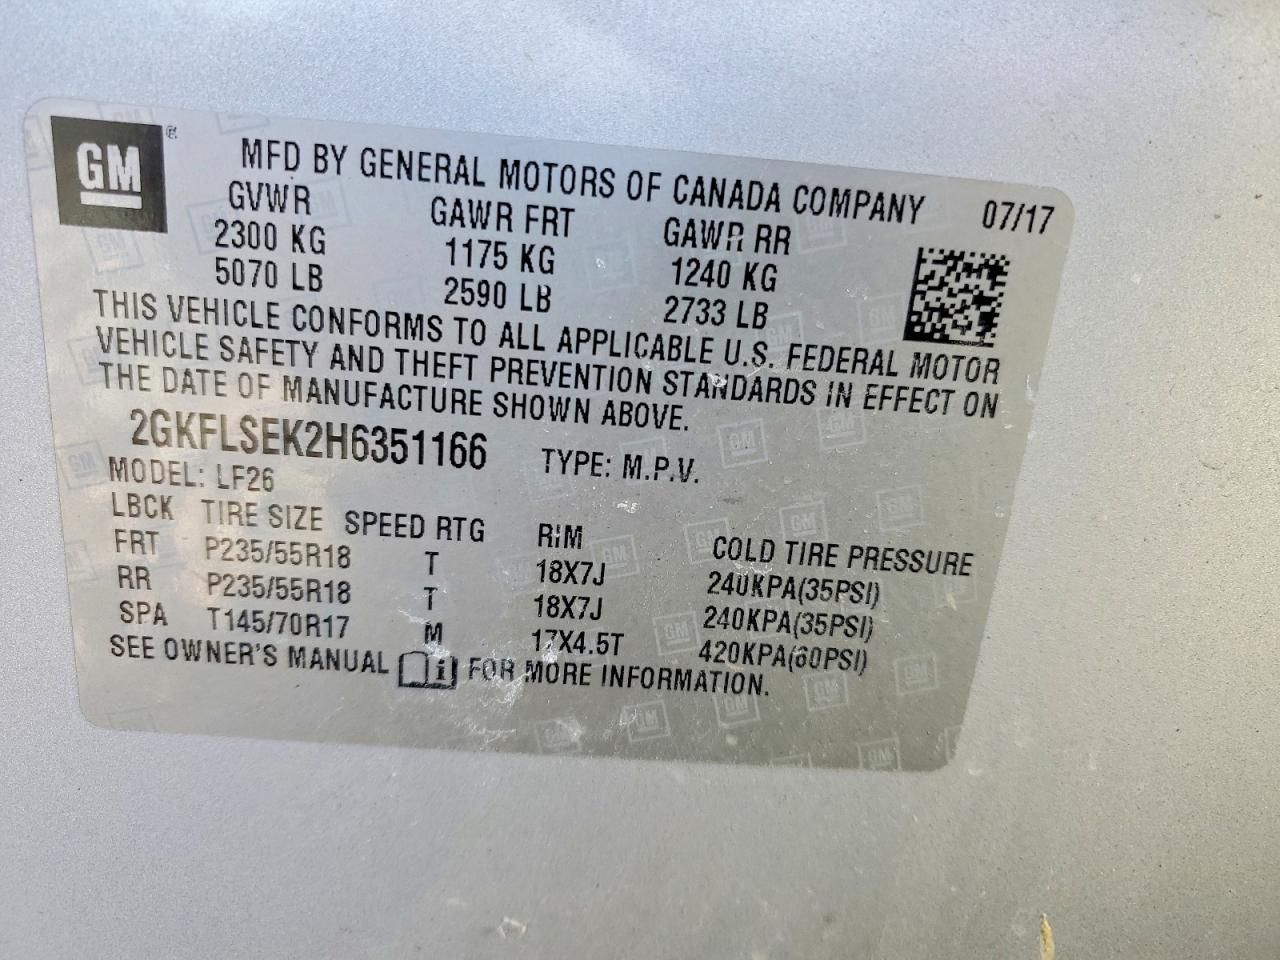 GM ®
MFD BY GENERAL MOTORS OF CANADA COMPANY 07/17
GVWR GAWR FRT GAWR RR
2300 KG 1175 KG 1240 KG
5070 LB 2590 LB 2733 LB
THIS VEHICLE CONFORMS TO ALL APPLICABLE U.S. FEDERAL MOTOR
VEHICLE SAFETY AND THEFT PREVENTION STANDARDS IN EFFECT ON
THE DATE OF MANUFACTURE SHOWN ABOVE.
2GKFLSEK2H6351166 TYPE: M.P.V.
MODEL: LF26
LBCK TIRE SIZE SPEED RTG RIM COLD TIRE PRESSURE
FRT P235/55R18 T 18X7J 240KPA(35PSI)
RR P235/55R18 T 18X7J 240KPA(35PSI)
SPA T145/70R17 M 17X4.5T 420KPA(60PSI)
SEE OWNER'S MANUAL i FOR MORE INFORMATION.